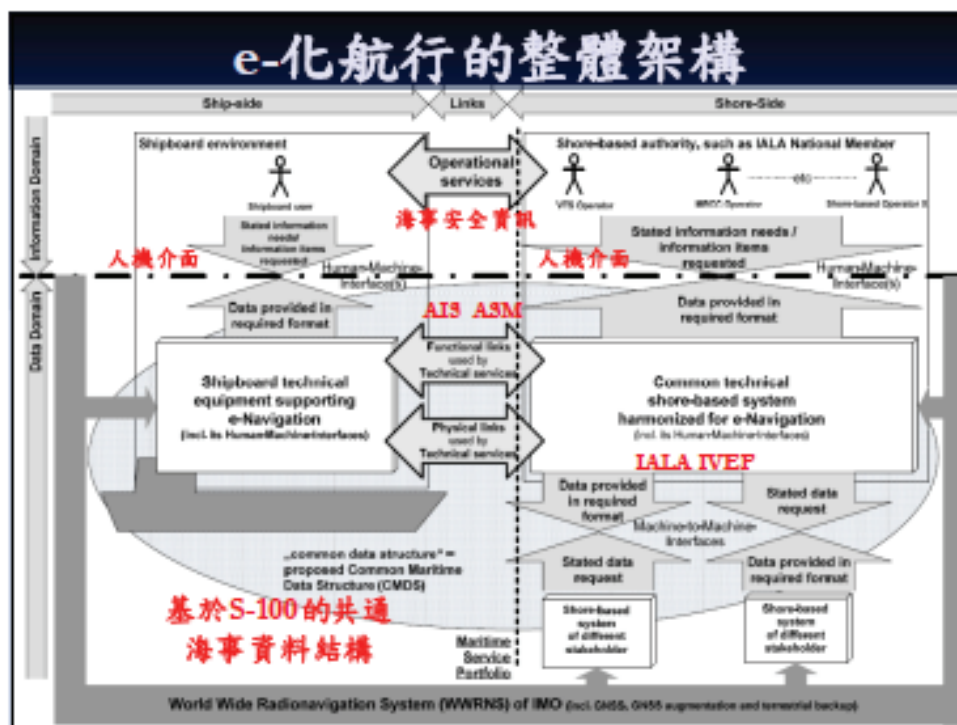 e-化航行的整體架構
Ship-side
Links
Shore-Side
Information Domain
Data Domain
Shipboard environment
Shipboard user
Operational
services
Shore-based authority, such as IALA National Member
VTS Operator
MRCC Operator
etc
Shore-based Operator
海事安全資訊
Stated information
needs/
information items
requested
Stated information needs /
information items
requested
人機介面
人機介面
Human-Machine-
Interface(s)
Human-Machine-
Interface(s)
Data provided in
required format
Data provided in
required format
AIS ASM
Functional links
used by
Technical services
Shipboard technical
equipment supporting
e-Navigation
(incl. its Human-Machine-Interfaces)
Common technical
shore-based system
harmonized for e-Navigation
(incl. its Human-Machine-Interfaces)
Physical links
used by
Technical services
IALA IVEF
Data provided
in required
format
Stated data
request
Machine-to-Machine-
Interfaces
Stated data
request
Data provided in
required format
„common data structure“ =
proposed Common Maritime
Data Structure (CMDS)
基於S-100的共通
海事資料結構
Maritime
Service
Portfolio
Shore-based
system
of different
stakeholder
Shore-based
system
of different
stakeholder
World Wide Radionavigation System (WWRNS) of IMO (incl. GNSS, GNSS augmentation and terrestrial backup)